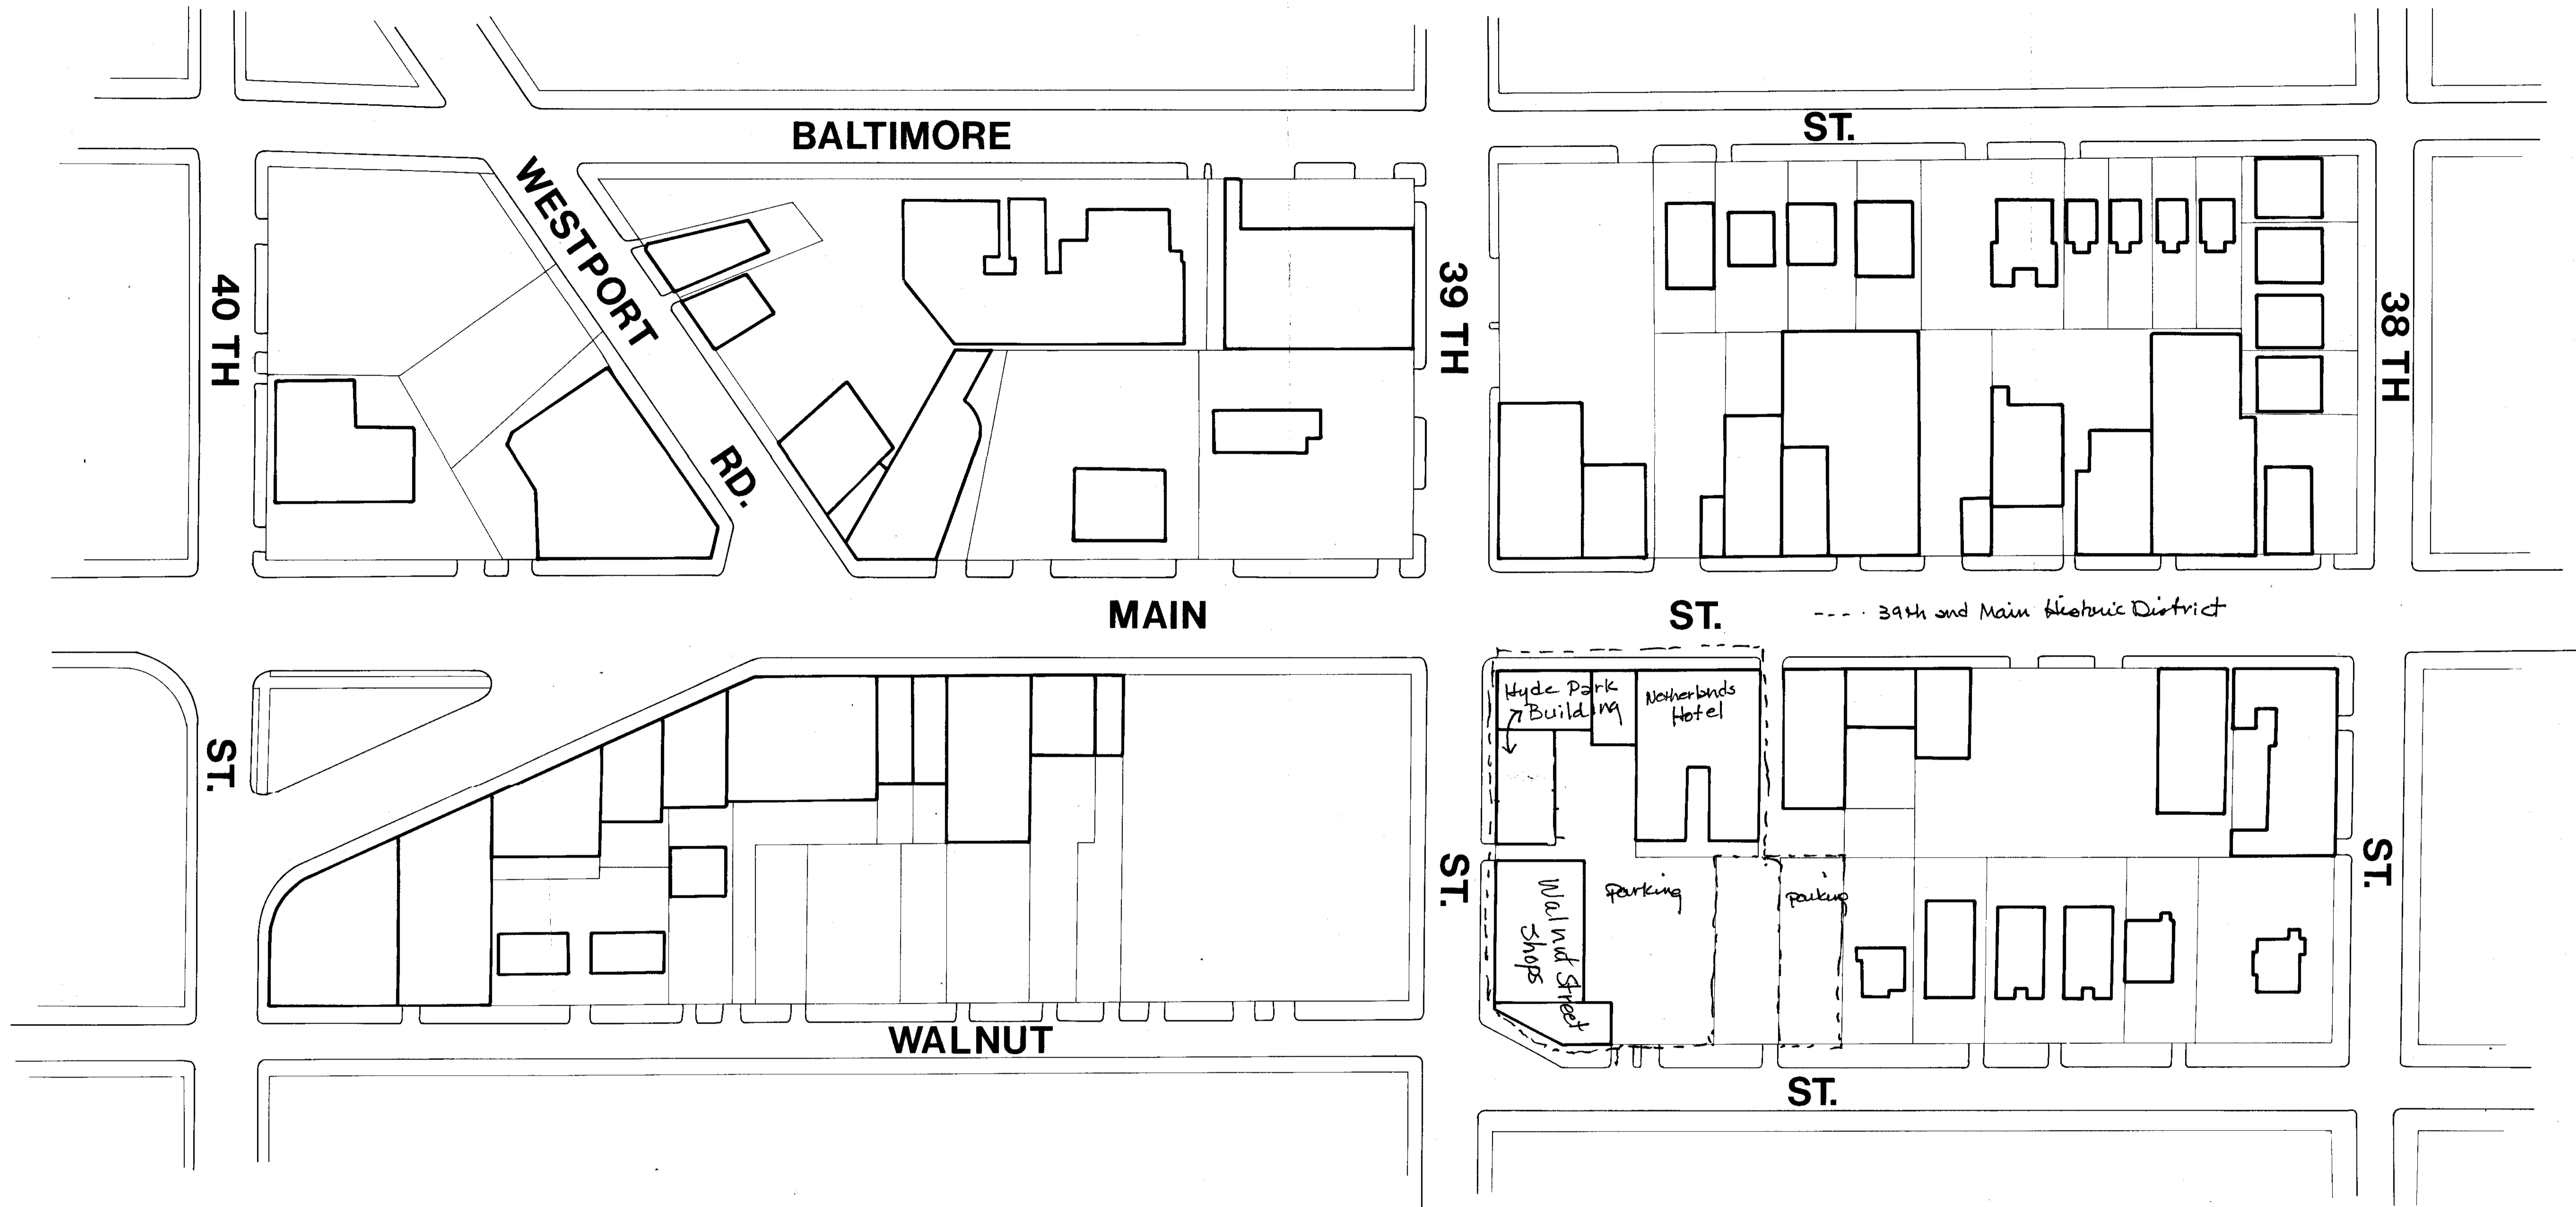 BALTIMORE
ST.
WESTPORT
RD.
40 TH
ST.
39 TH
ST.
38 TH
ST.
MAIN
ST.
---- 39th and Main Historic District
Hyde Park
Building
Netherlands
Hotel
Walnut Street
Shops
parking
parking
WALNUT
ST.